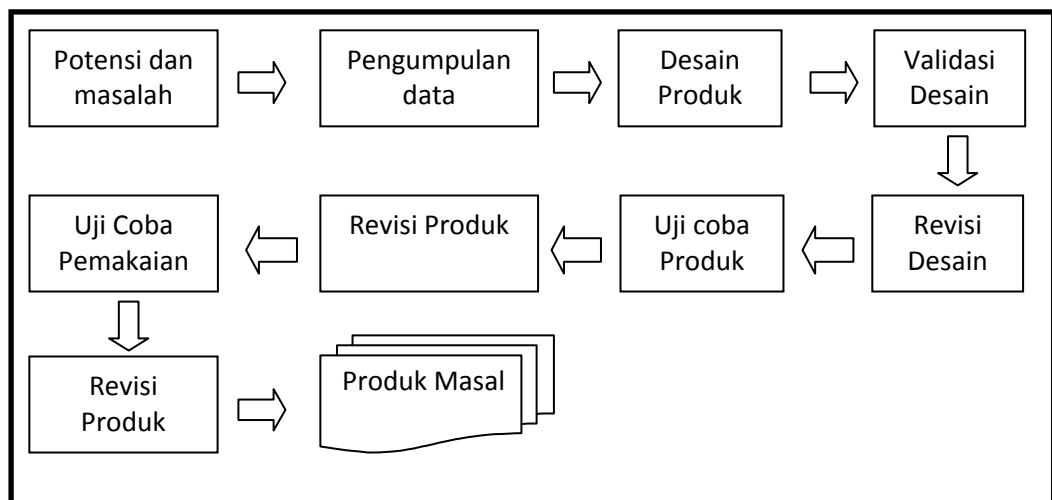 Potensi dan
masalah
Pengumpulan
data
Desain
Produk
Validasi
Desain
Revisi
Desain
Uji coba
Produk
Revisi Produk
Uji Coba
Pemakaian
Revisi
Produk
Produk Masal